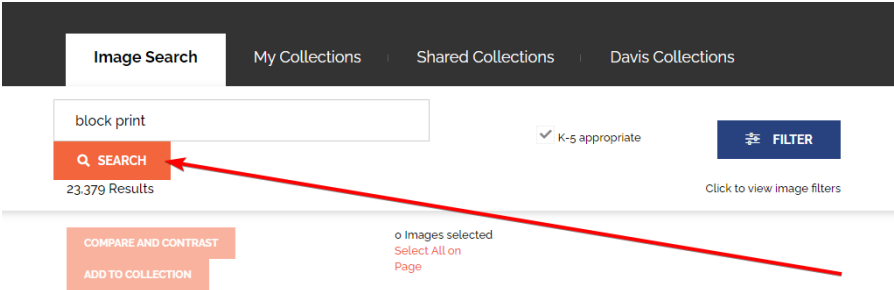 Image Search
My Collections
Shared Collections
Davis Collections
block print
K-5 appropriate
FILTER
SEARCH
23,379 Results
Click to view image filters
COMPARE AND CONTRAST
ADD TO COLLECTION
0 Images selected
Select All on
Page